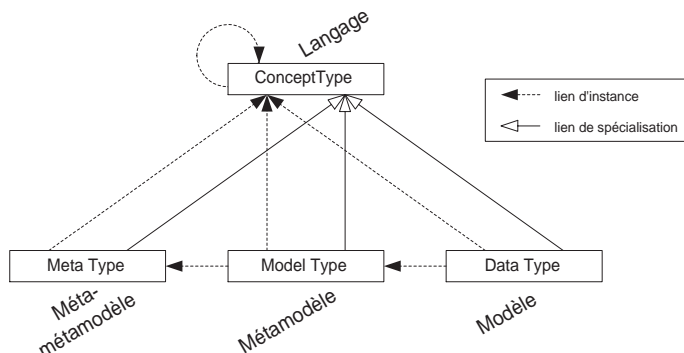 Langage
ConceptType
lien d'instance
lien de spécialisation
Meta Type
Model Type
Data Type
Méta-
métamodèle
Métamodèle
Modèle